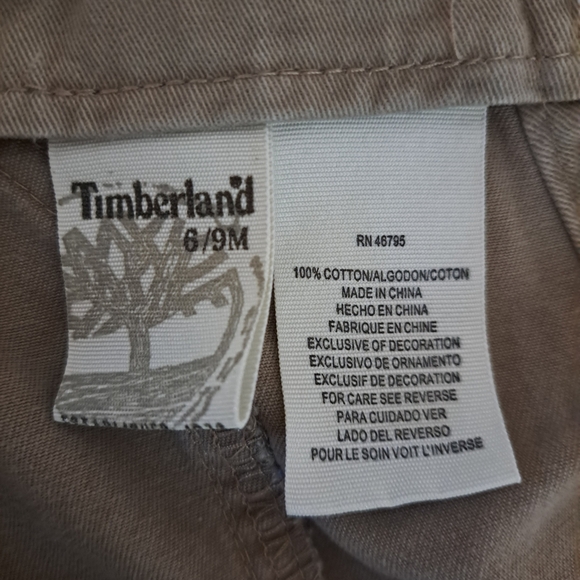 Timberland
6/9M
RN 46795
100% COTTON/ALGODON/COTON
MADE IN CHINA
HECHO EN CHINA
FABRIQUE EN CHINE
EXCLUSIVE OF DECORATION
EXCLUSIVO DE ORNAMENTO
EXCLUSIF DE DECORATION
FOR CARE SEE REVERSE
PARA CUIDADO VER
LADO DEL REVERSO
POUR LE SOIN VOIT L'INVERSE